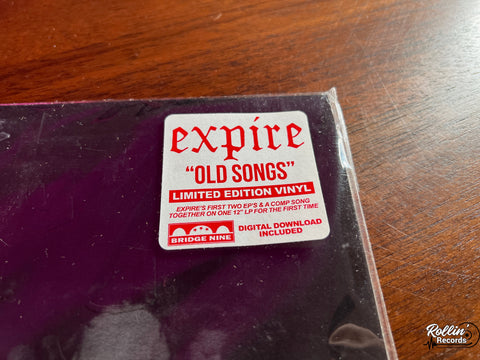 expire
“OLD SONGS”
LIMITED EDITION VINYL
EXPIRE'S FIRST TWO EP'S & A COMP SONG
TOGETHER ON ONE 12" LP FOR THE FIRST TIME
BRIDGE NINE
DIGITAL DOWNLOAD
INCLUDED
Rollin'
Records